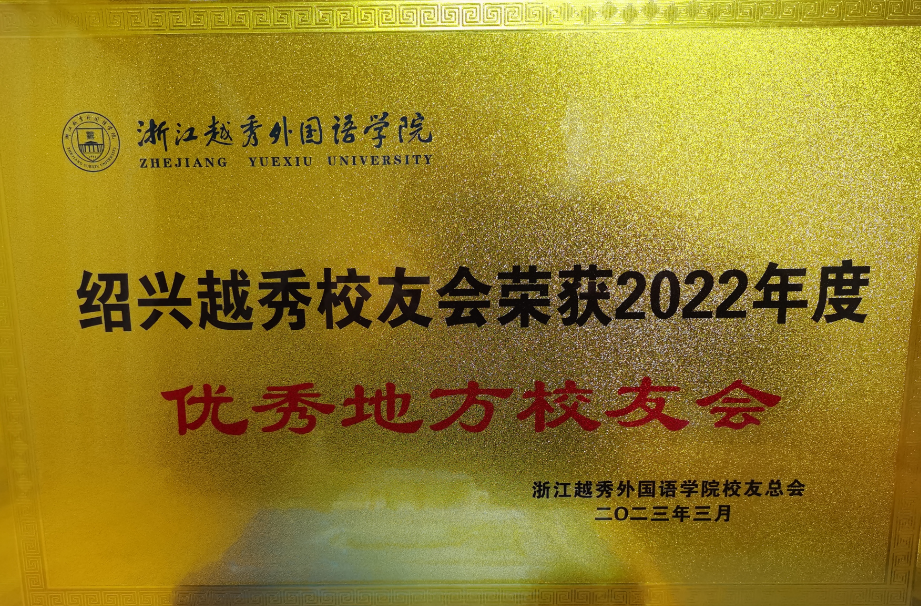 浙江越秀外国语学院
ZHEJIANG YUEXIU UNIVERSITY
绍兴越秀校友会荣获2022年度
优秀地方校友会
浙江越秀外国语学院校友总会
二〇二三年三月